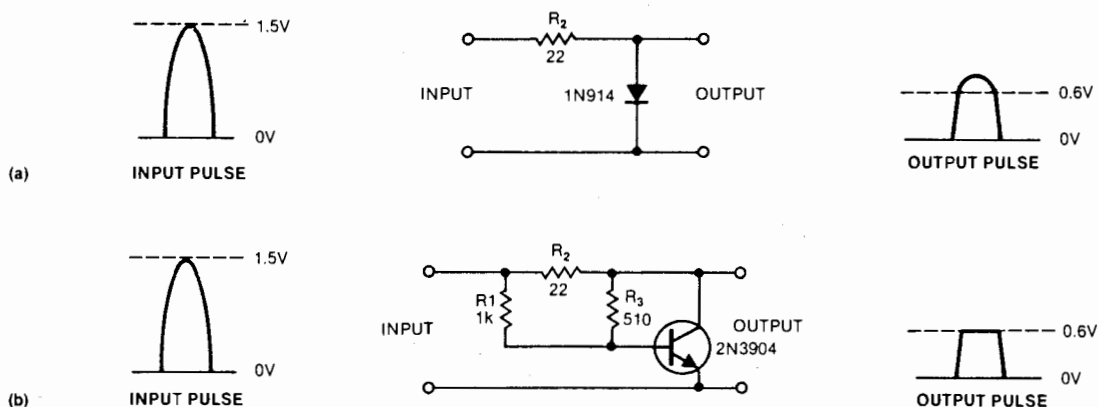 1.5V
0V
INPUT PULSE
(a)
R2
22
INPUT
1N914
OUTPUT
0.6V
0V
OUTPUT PULSE
1.5V
0V
INPUT PULSE
(b)
R2
22
R1
1k
R3
510
INPUT
OUTPUT
2N3904
0.6V
0V
OUTPUT PULSE